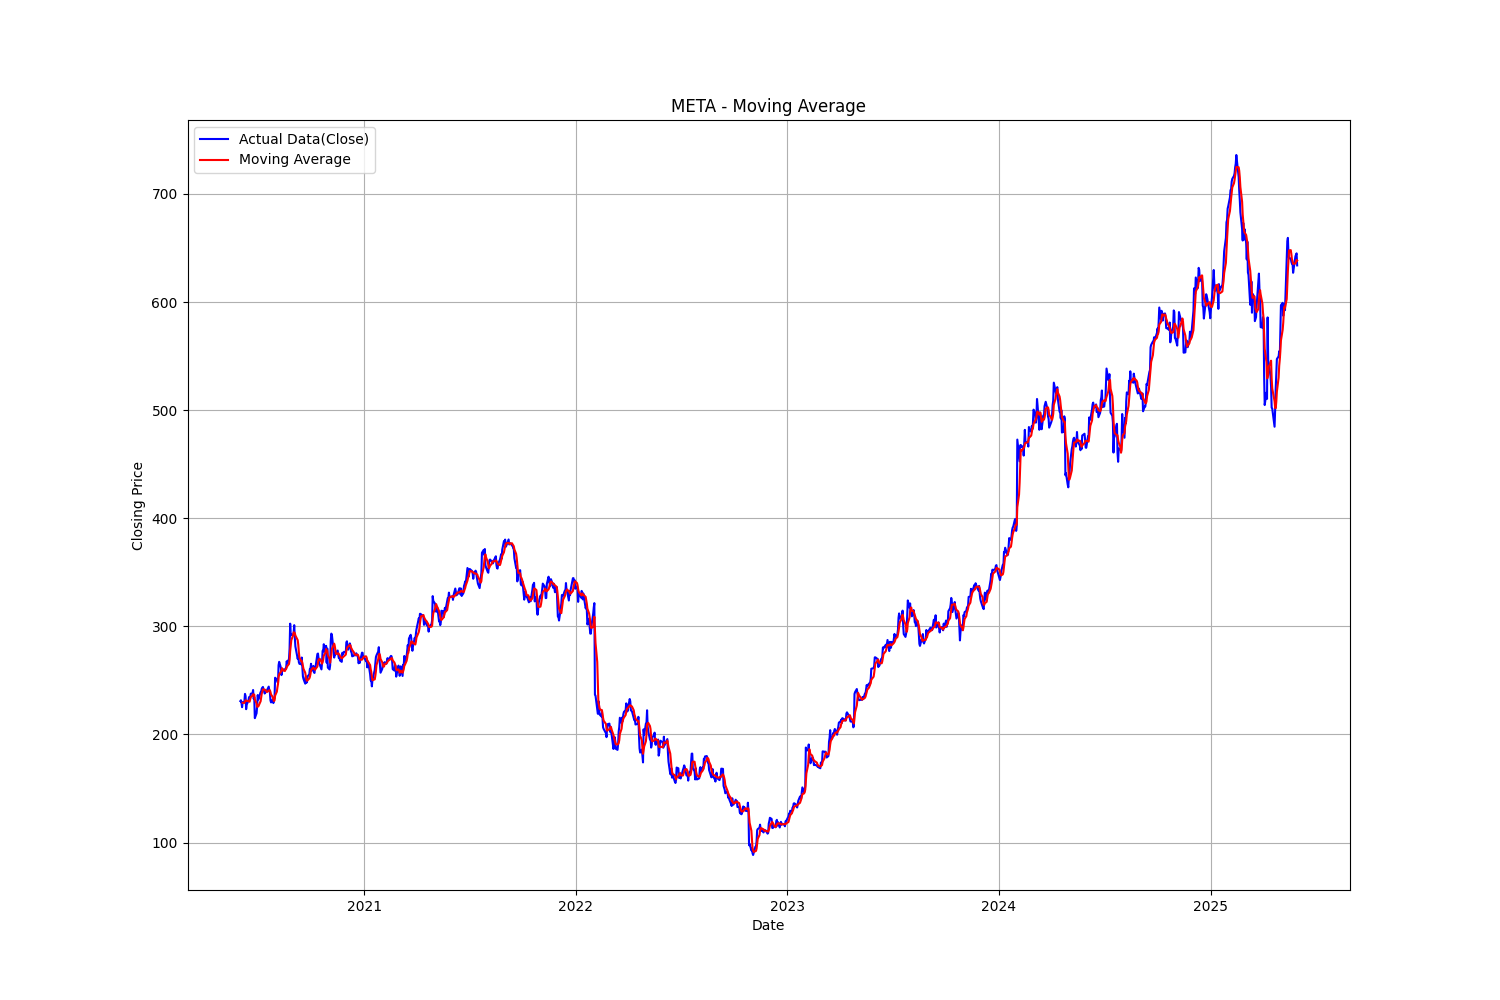 META - Moving Average
Actual Data(Close)
Moving Average
700
600
500
400
300
200
100
Closing Price
2021
2022
2023
2024
2025
Date